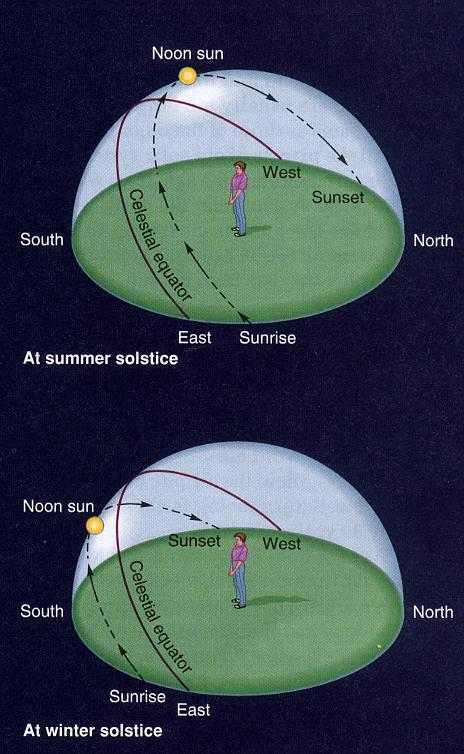 Noon sun
West
Sunset
South
Celestial equator
North
East
Sunrise
At summer solstice
Noon sun
Sunset
West
South
Celestial equator
North
Sunrise
East
At winter solstice